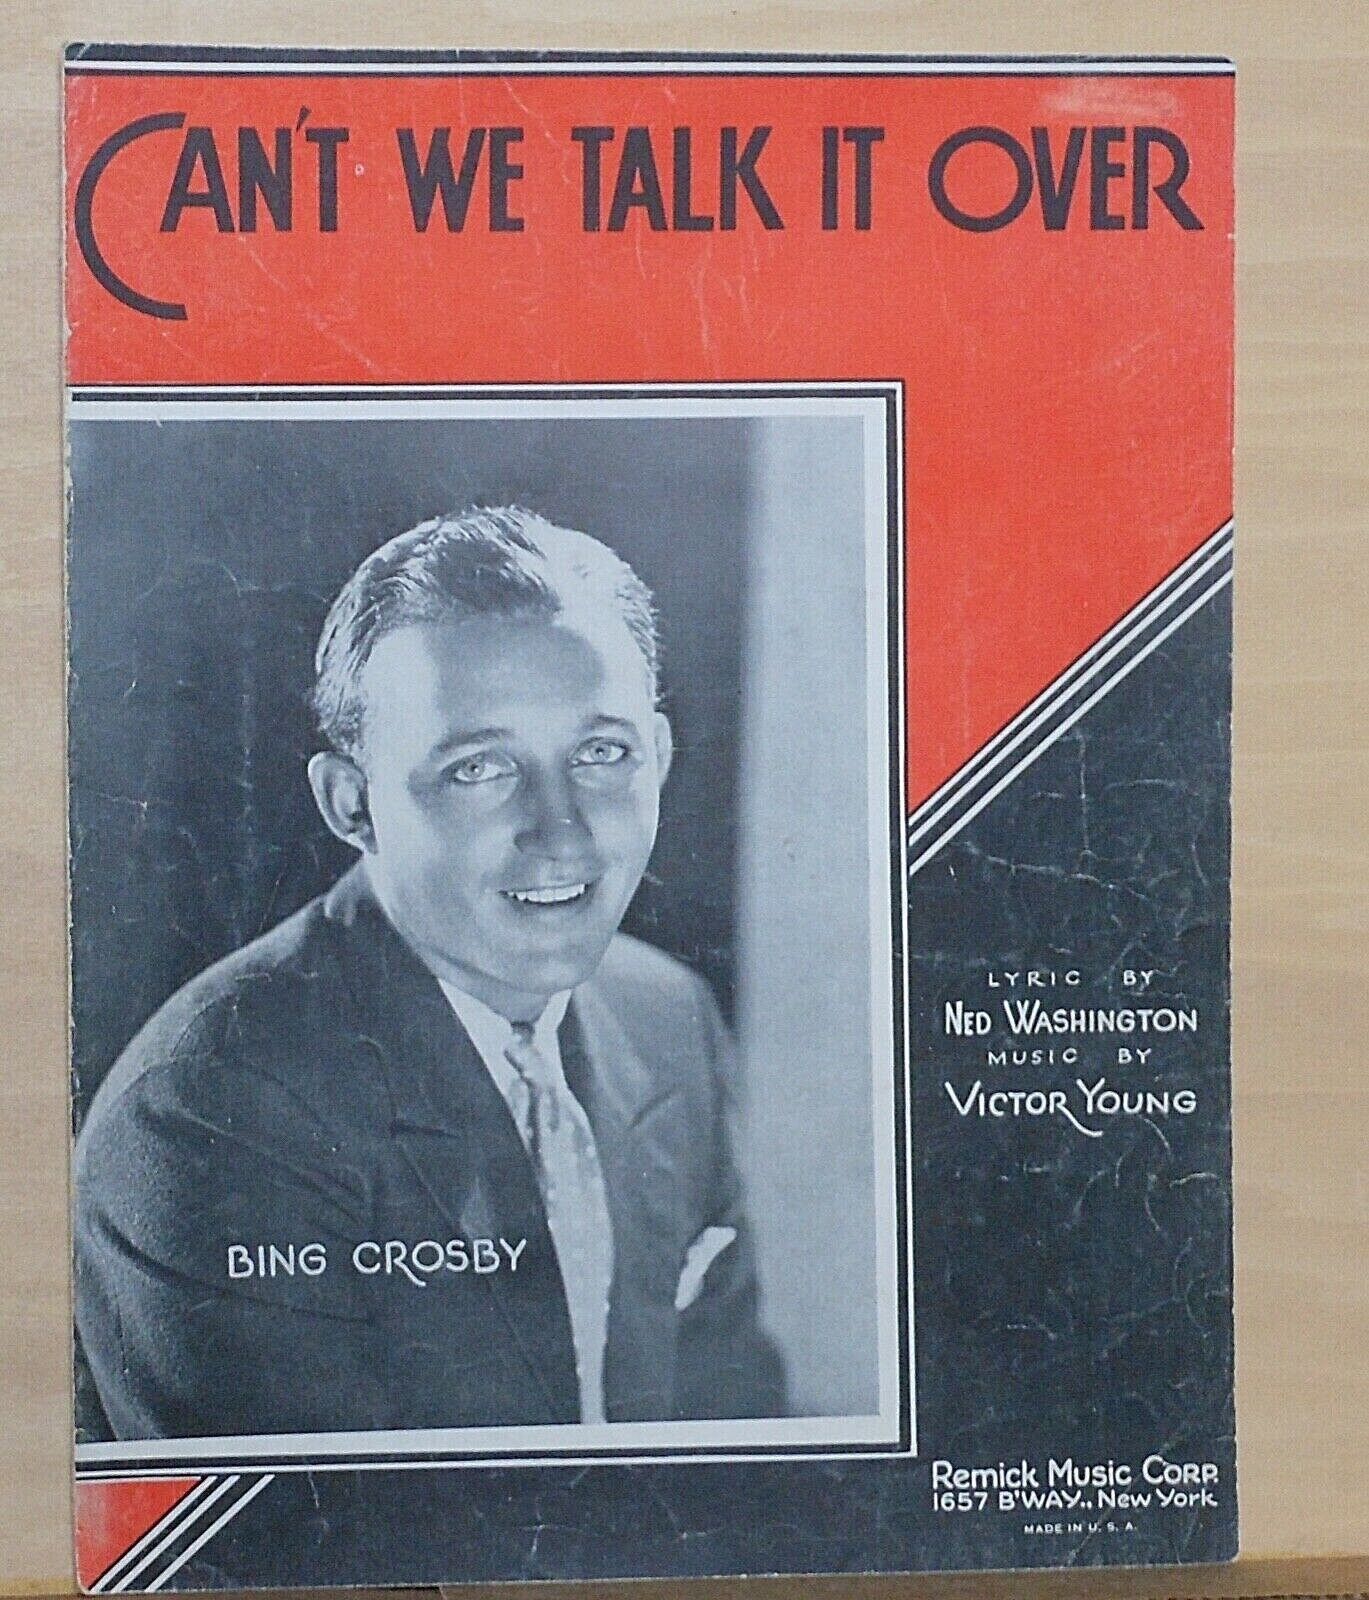 CAN'T WE TALK IT OVER
LYRIC BY
NED WASHINGTON
MUSIC BY
VICTOR YOUNG
BING CROSBY
Remick Music CORP.
1657 B'WAY., New York
MADE IN U. S. A.